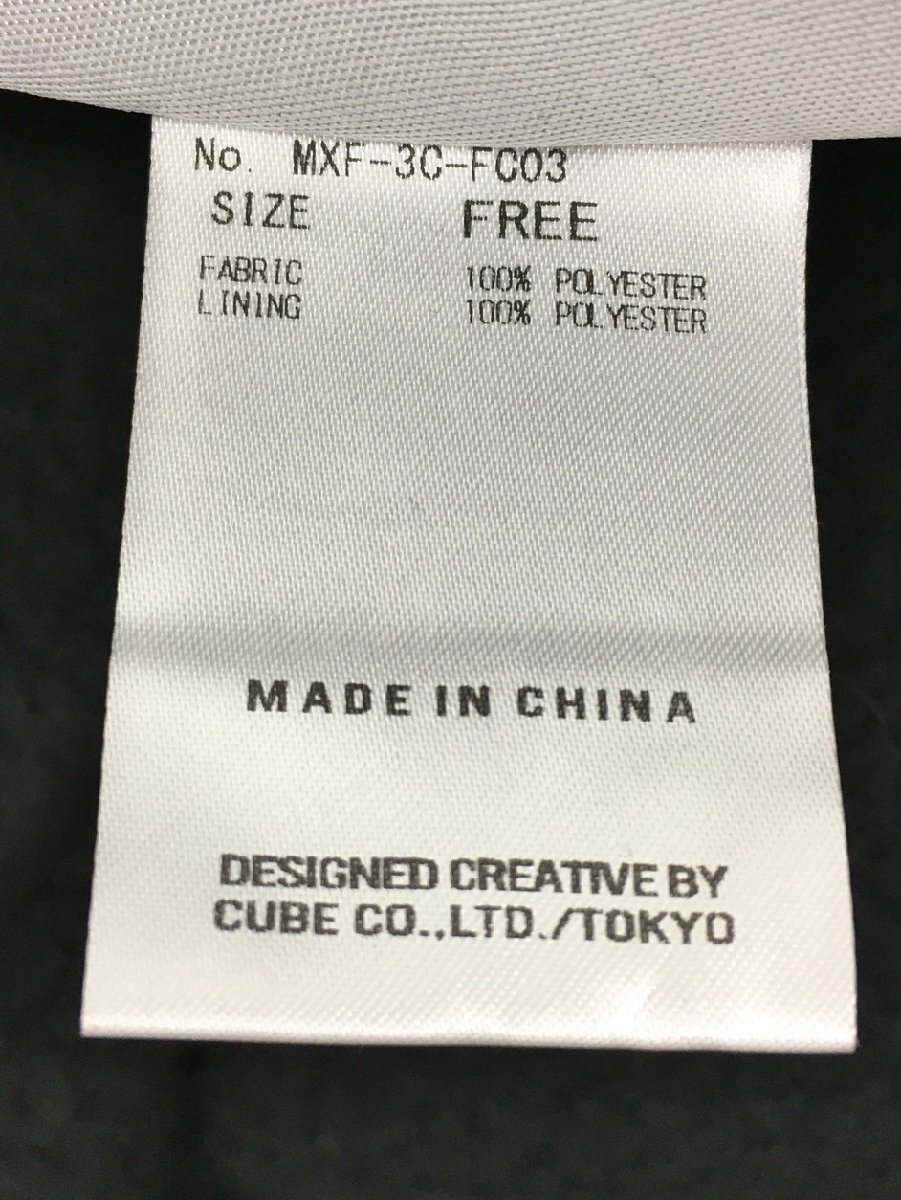 No. MXF-3C-FC03
SIZE FREE
FABRIC 100% POLYESTER
LINING 100% POLYESTER
MADE IN CHINA
DESIGNED CREATIVE BY
CUBE CO.,LTD./TOKYO